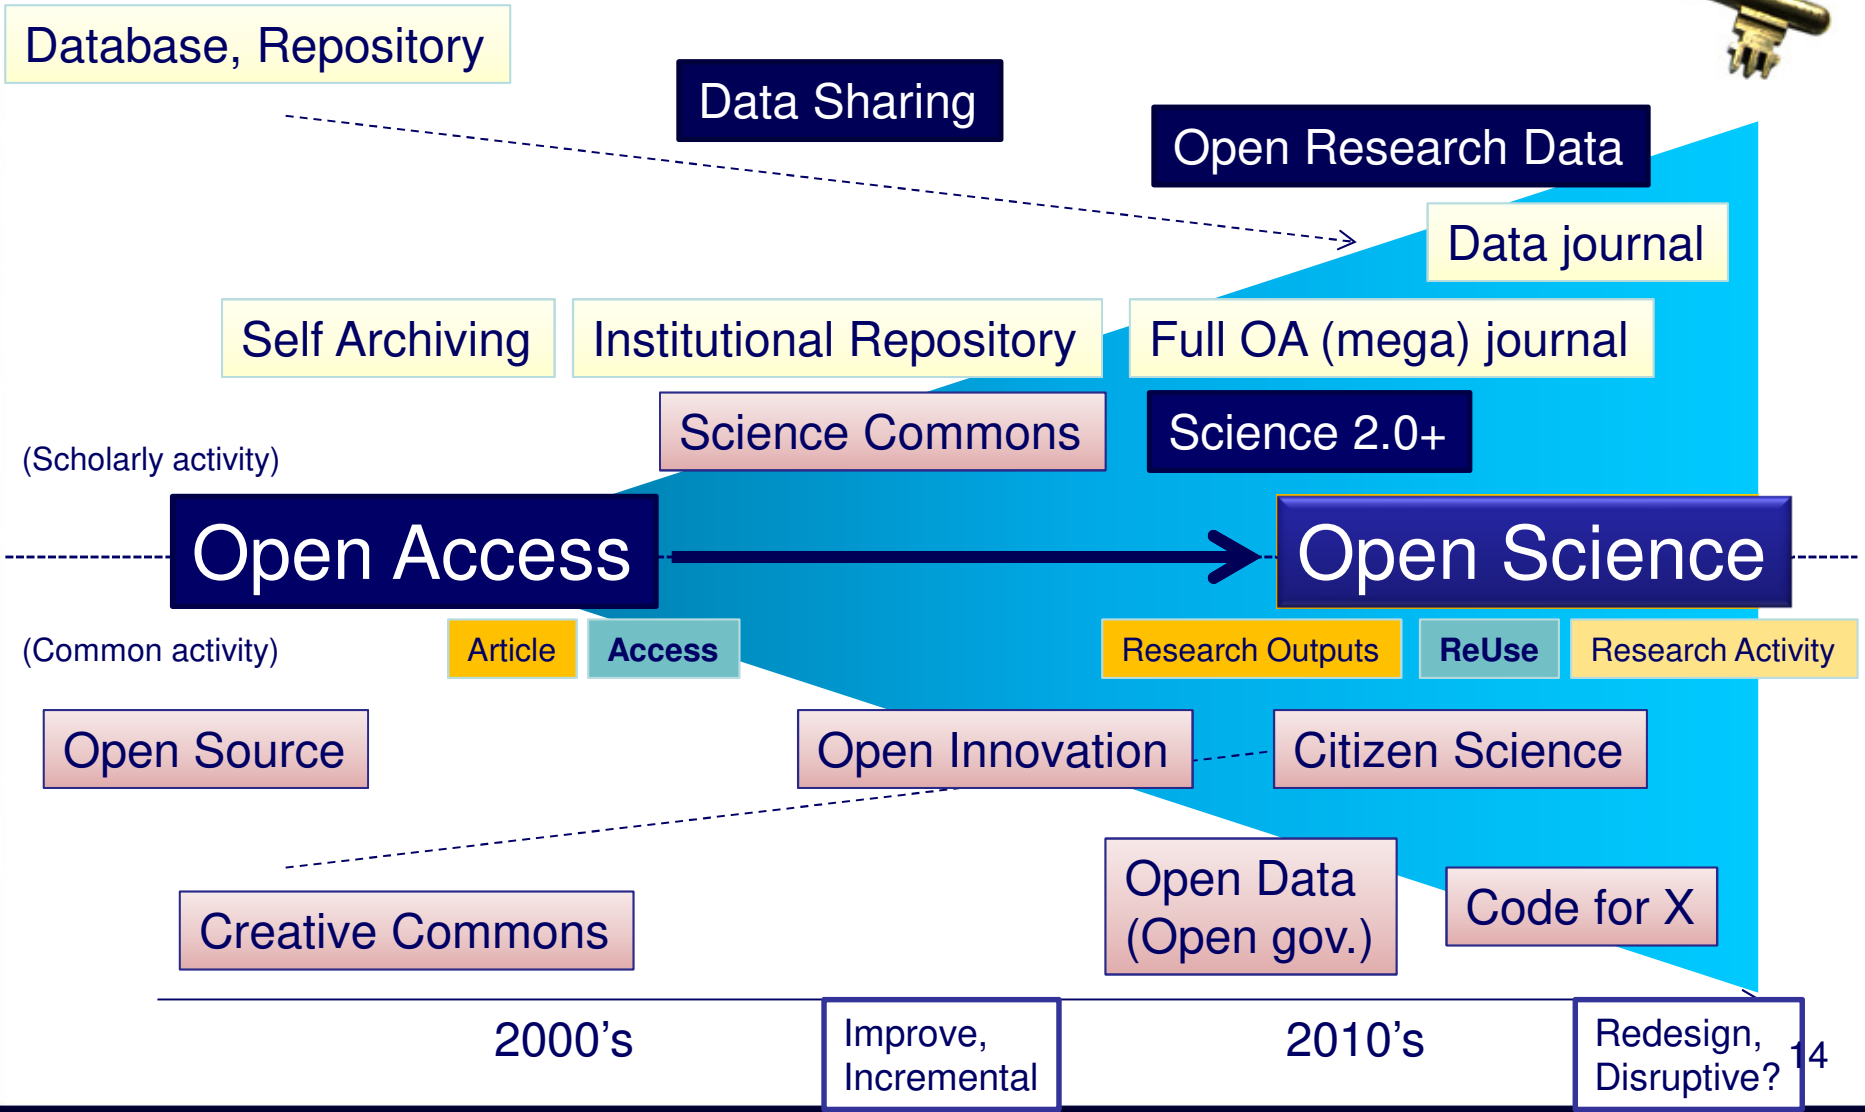 Database, Repository
Data Sharing
Open Research Data
Data journal
Self Archiving
Institutional Repository
Full OA (mega) journal
Science Commons
Science 2.0+
(Scholarly activity)
Open Access
Open Science
(Common activity)
Article
Access
Research Outputs
ReUse
Research Activity
Open Source
Open Innovation
Citizen Science
Creative Commons
Open Data
(Open gov.)
Code for X
2000’s
Improve,
Incremental
2010’s
Redesign,
Disruptive?
14